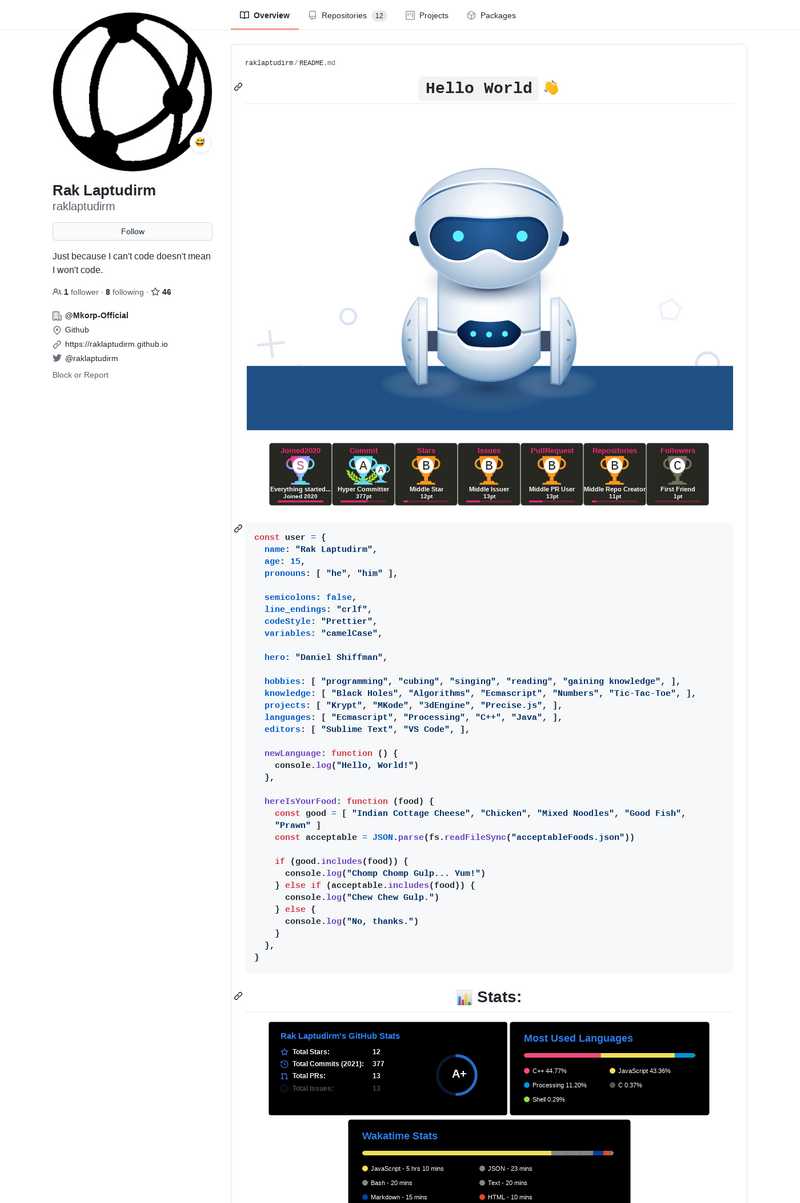 Overview
Repositories 12
Projects
Packages
Rak Laptudirm
raklaptudirm
Follow
Just because I can't code doesn't mean
I won't code.
1 follower · 8 following · 46
@Mkorp-Official
Github
https://raklaptudirm.github.io
@raklaptudirm
Block or Report
raklaptudirm/README.md
Hello World 👋
Joined2020
S
Everything started...
Joined 2020
Commit
A
A
Hyper Committer
377pt
Stars
B
Middle Star
12pt
Issues
B
Middle Issuer
13pt
PullRequest
B
Middle PR User
13pt
Repositories
B
Middle Repo Creator
11pt
Followers
C
First Friend
1pt
const user = {
  name: "Rak Laptudirm",
  age: 15,
  pronouns: [ "he", "him" ],
  semicolons: false,
  line_endings: "crlf",
  codeStyle: "Prettier",
  variables: "camelCase",
  hero: "Daniel Shiffman",
  hobbies: [ "programming", "cubing", "singing", "reading", "gaining knowledge", ],
  knowledge: [ "Black Holes", "Algorithms", "Ecmascript", "Numbers", "Tic-Tac-Toe", ],
  projects: [ "Krypt", "MKode", "3dEngine", "Precise.js", ],
  languages: [ "Ecmascript", "Processing", "C++", "Java", ],
  editors: [ "Sublime Text", "VS Code", ],
  newLanguage: function () {
    console.log("Hello, World!")
  },
  hereIsYourFood: function (food) {
    const good = [ "Indian Cottage Cheese", "Chicken", "Mixed Noodles", "Good Fish",
    "Prawn" ]
    const acceptable = JSON.parse(fs.readFileSync("acceptableFoods.json"))
    if (good.includes(food)) {
      console.log("Chomp Chomp Gulp... Yum!")
    } else if (acceptable.includes(food)) {
      console.log("Chew Chew Gulp.")
    } else {
      console.log("No, thanks.")
    }
  },
}
📊 Stats:
Rak Laptudirm's GitHub Stats
Total Stars: 12
Total Commits (2021): 377
Total PRs: 13
Total Issues: 13
A+
Most Used Languages
C++ 44.77%
JavaScript 43.36%
Processing 11.20%
C 0.37%
Shell 0.29%
Wakatime Stats
JavaScript - 5 hrs 10 mins
JSON - 23 mins
Bash - 20 mins
Text - 20 mins
Markdown - 15 mins
HTML - 10 mins